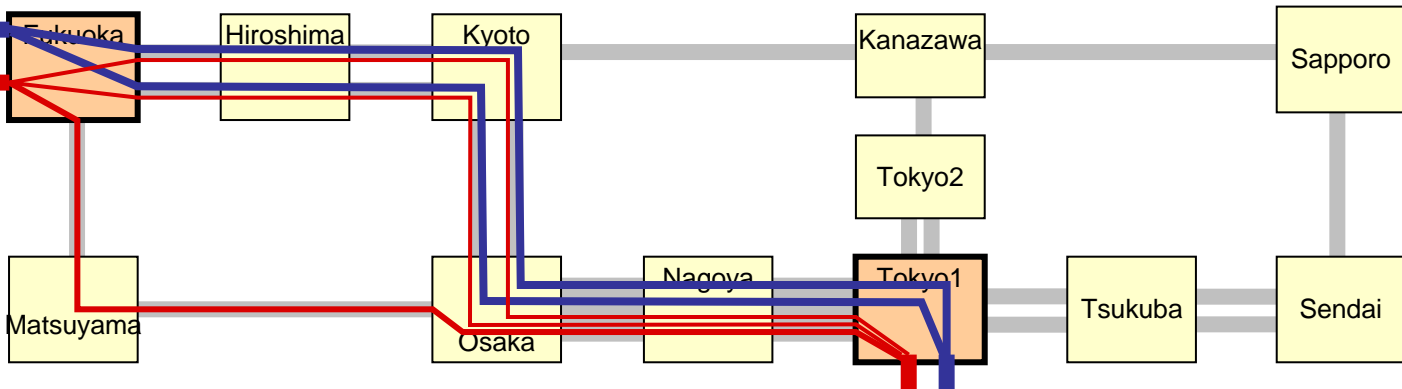 Fukuoka
Hiroshima
Kyoto
Kanazawa
Sapporo
Tokyo2
Matsuyama
Osaka
Nagoya
Tokyo1
Tsukuba
Sendai